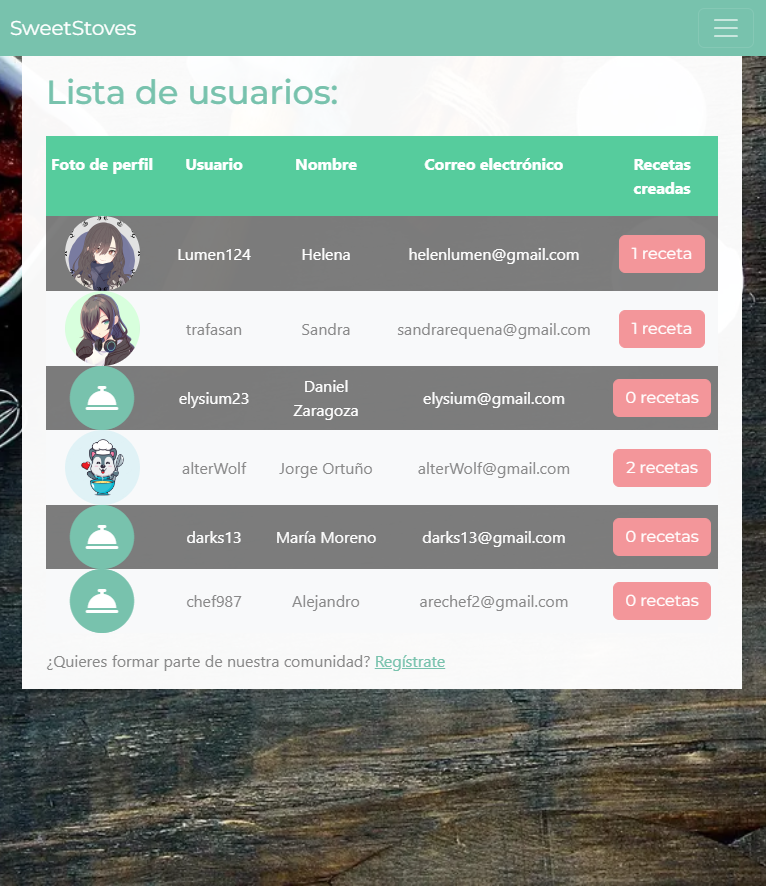 SweetStoves
Lista de usuarios:
Foto de perfil Usuario Nombre Correo electrónico Recetas creadas
Lumen124 Helena helenlumen@gmail.com 1 receta
trafasan Sandra sandrarequena@gmail.com 1 receta
elysium23 Daniel Zaragoza elysium@gmail.com 0 recetas
alterWolf Jorge Ortuño alterWolf@gmail.com 2 recetas
darks13 María Moreno darks13@gmail.com 0 recetas
chef987 Alejandro arechef2@gmail.com 0 recetas
¿Quieres formar parte de nuestra comunidad? Regístrate